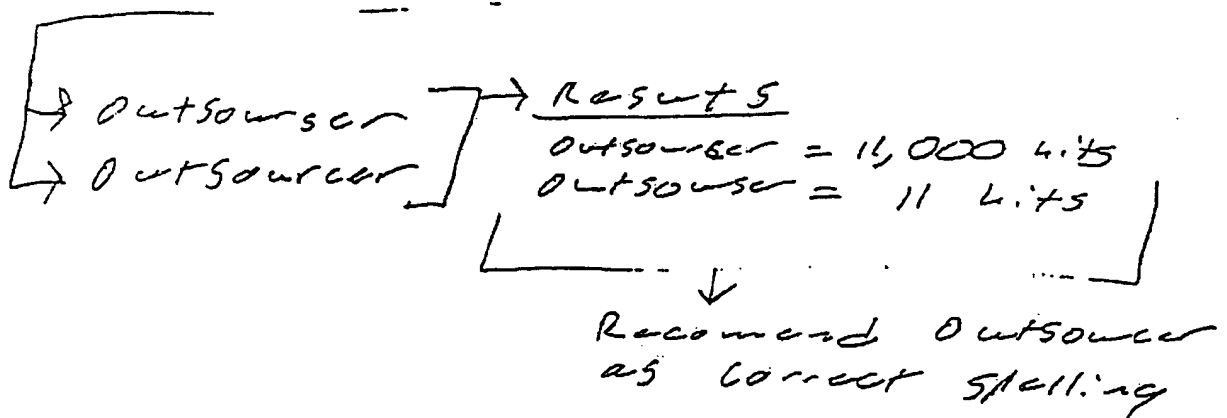 Outsourser
Outsourcer
Results
Outsourcer = 11,000 hits
Outsourser = 11 hits
Recomend Outsourcer
as correct spelling